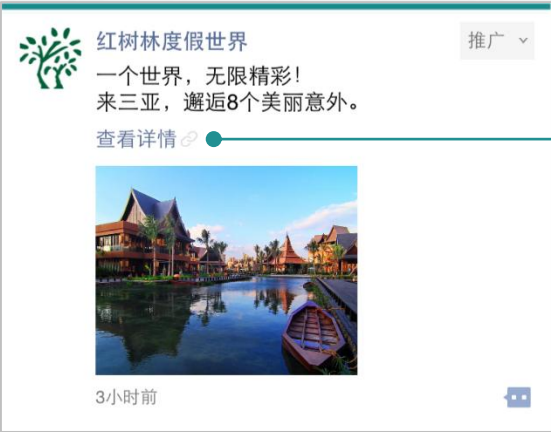 红树林度假世界
推广
一个世界，无限精彩！
来三亚，邂逅8个美丽意外。
查看详情
3小时前